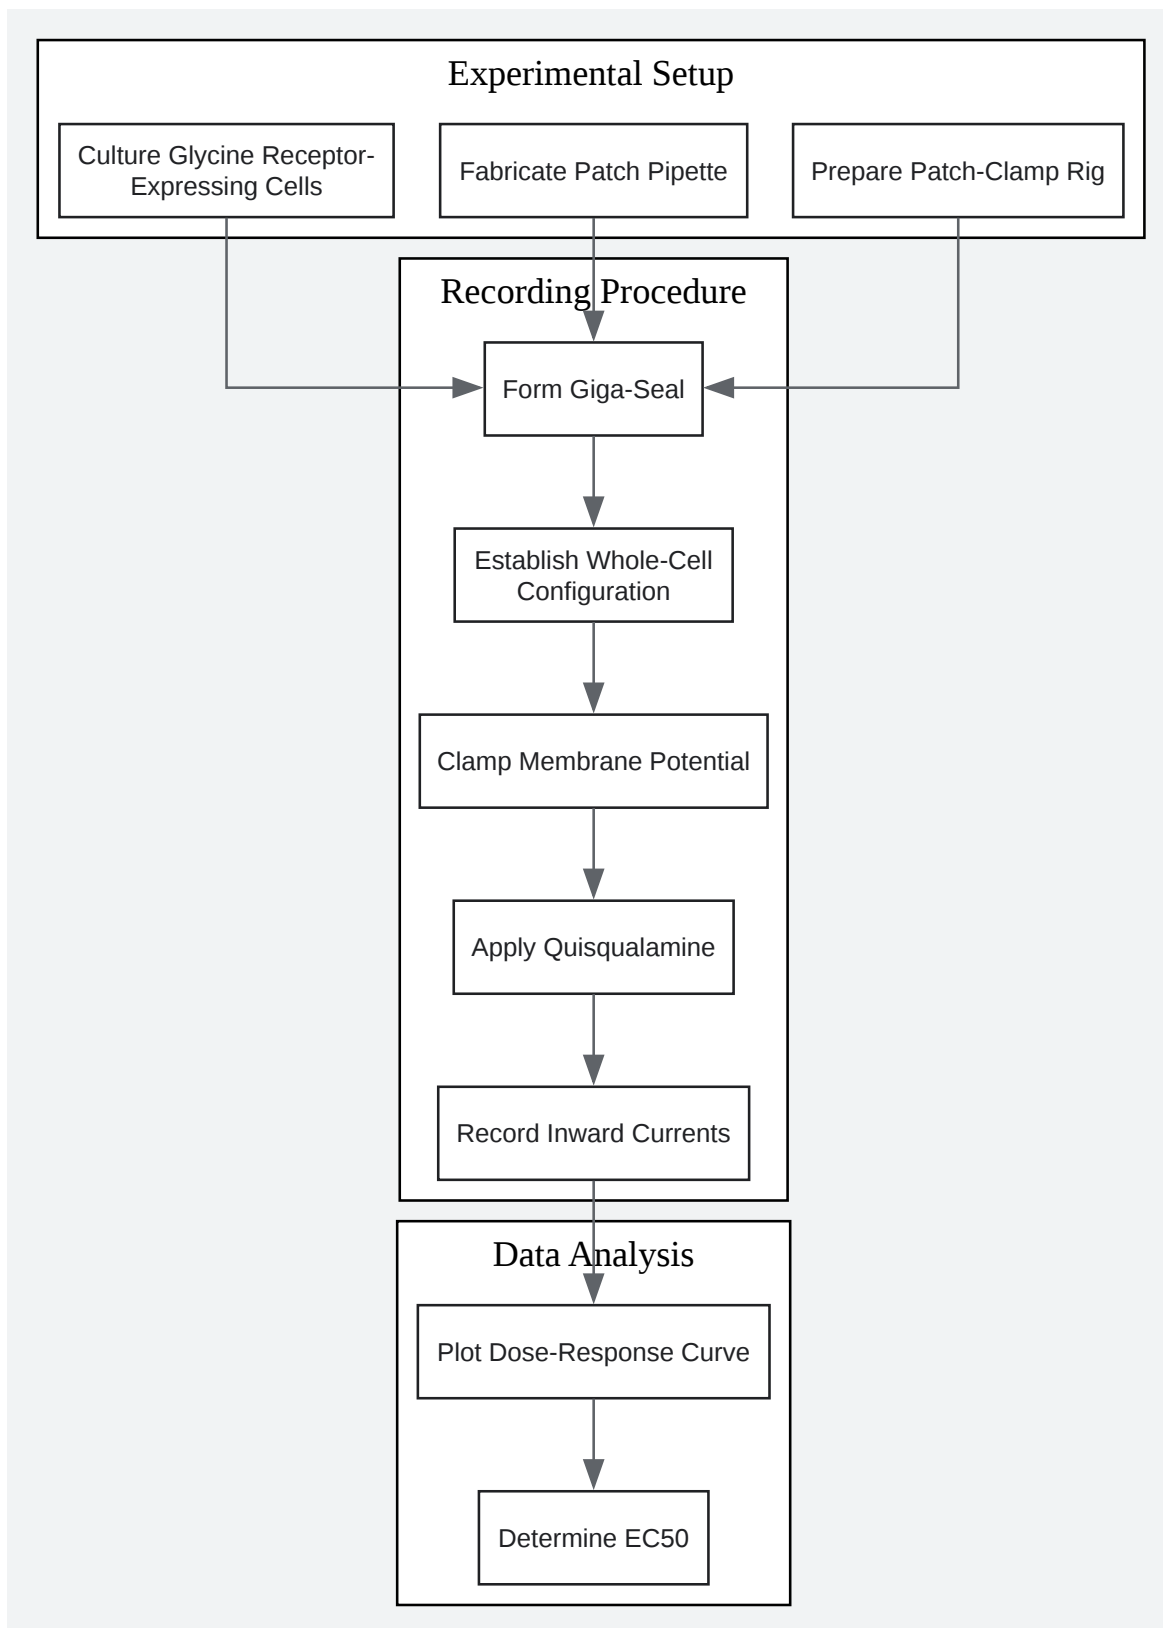 Experimental Setup
Culture Glycine Receptor-
Expressing Cells
Fabricate Patch Pipette
Prepare Patch-Clamp Rig
Recording Procedure
Form Giga-Seal
Establish Whole-Cell
Configuration
Clamp Membrane Potential
Apply Quisqualamine
Record Inward Currents
Data Analysis
Plot Dose-Response Curve
Determine EC50